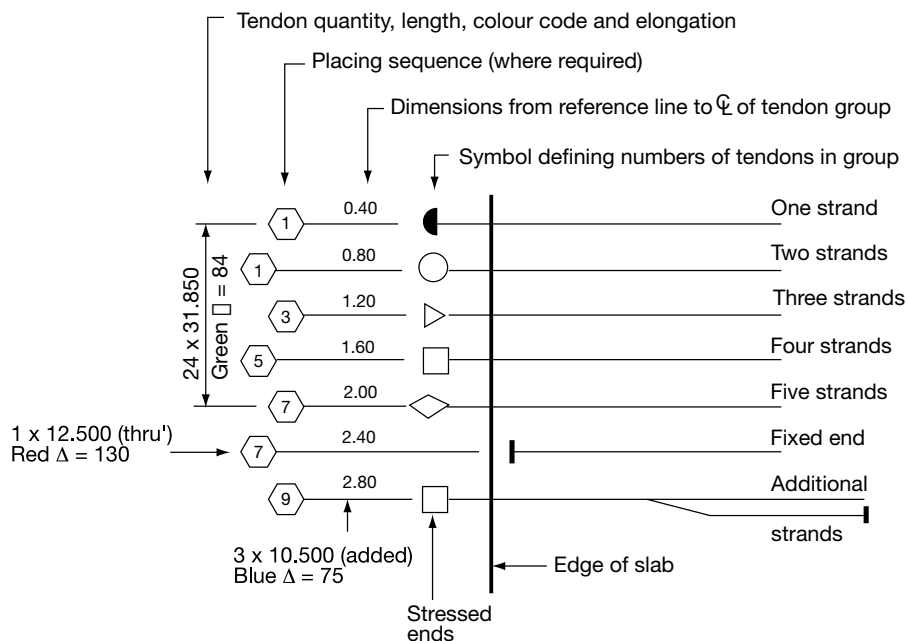 Tendon quantity, length, colour code and elongation
Placing sequence (where required)
Dimensions from reference line to ℄ of tendon group
Symbol defining numbers of tendons in group
1 0.40 One strand
1 0.80 Two strands
3 1.20 Three strands
5 1.60 Four strands
7 2.00 Five strands
24 x 31.850
Green ▯ = 84
1 x 12.500 (thru')
Red Δ = 130
7 2.40 Fixed end
9 2.80 Additional
strands
3 x 10.500 (added)
Blue Δ = 75
Edge of slab
Stressed
ends